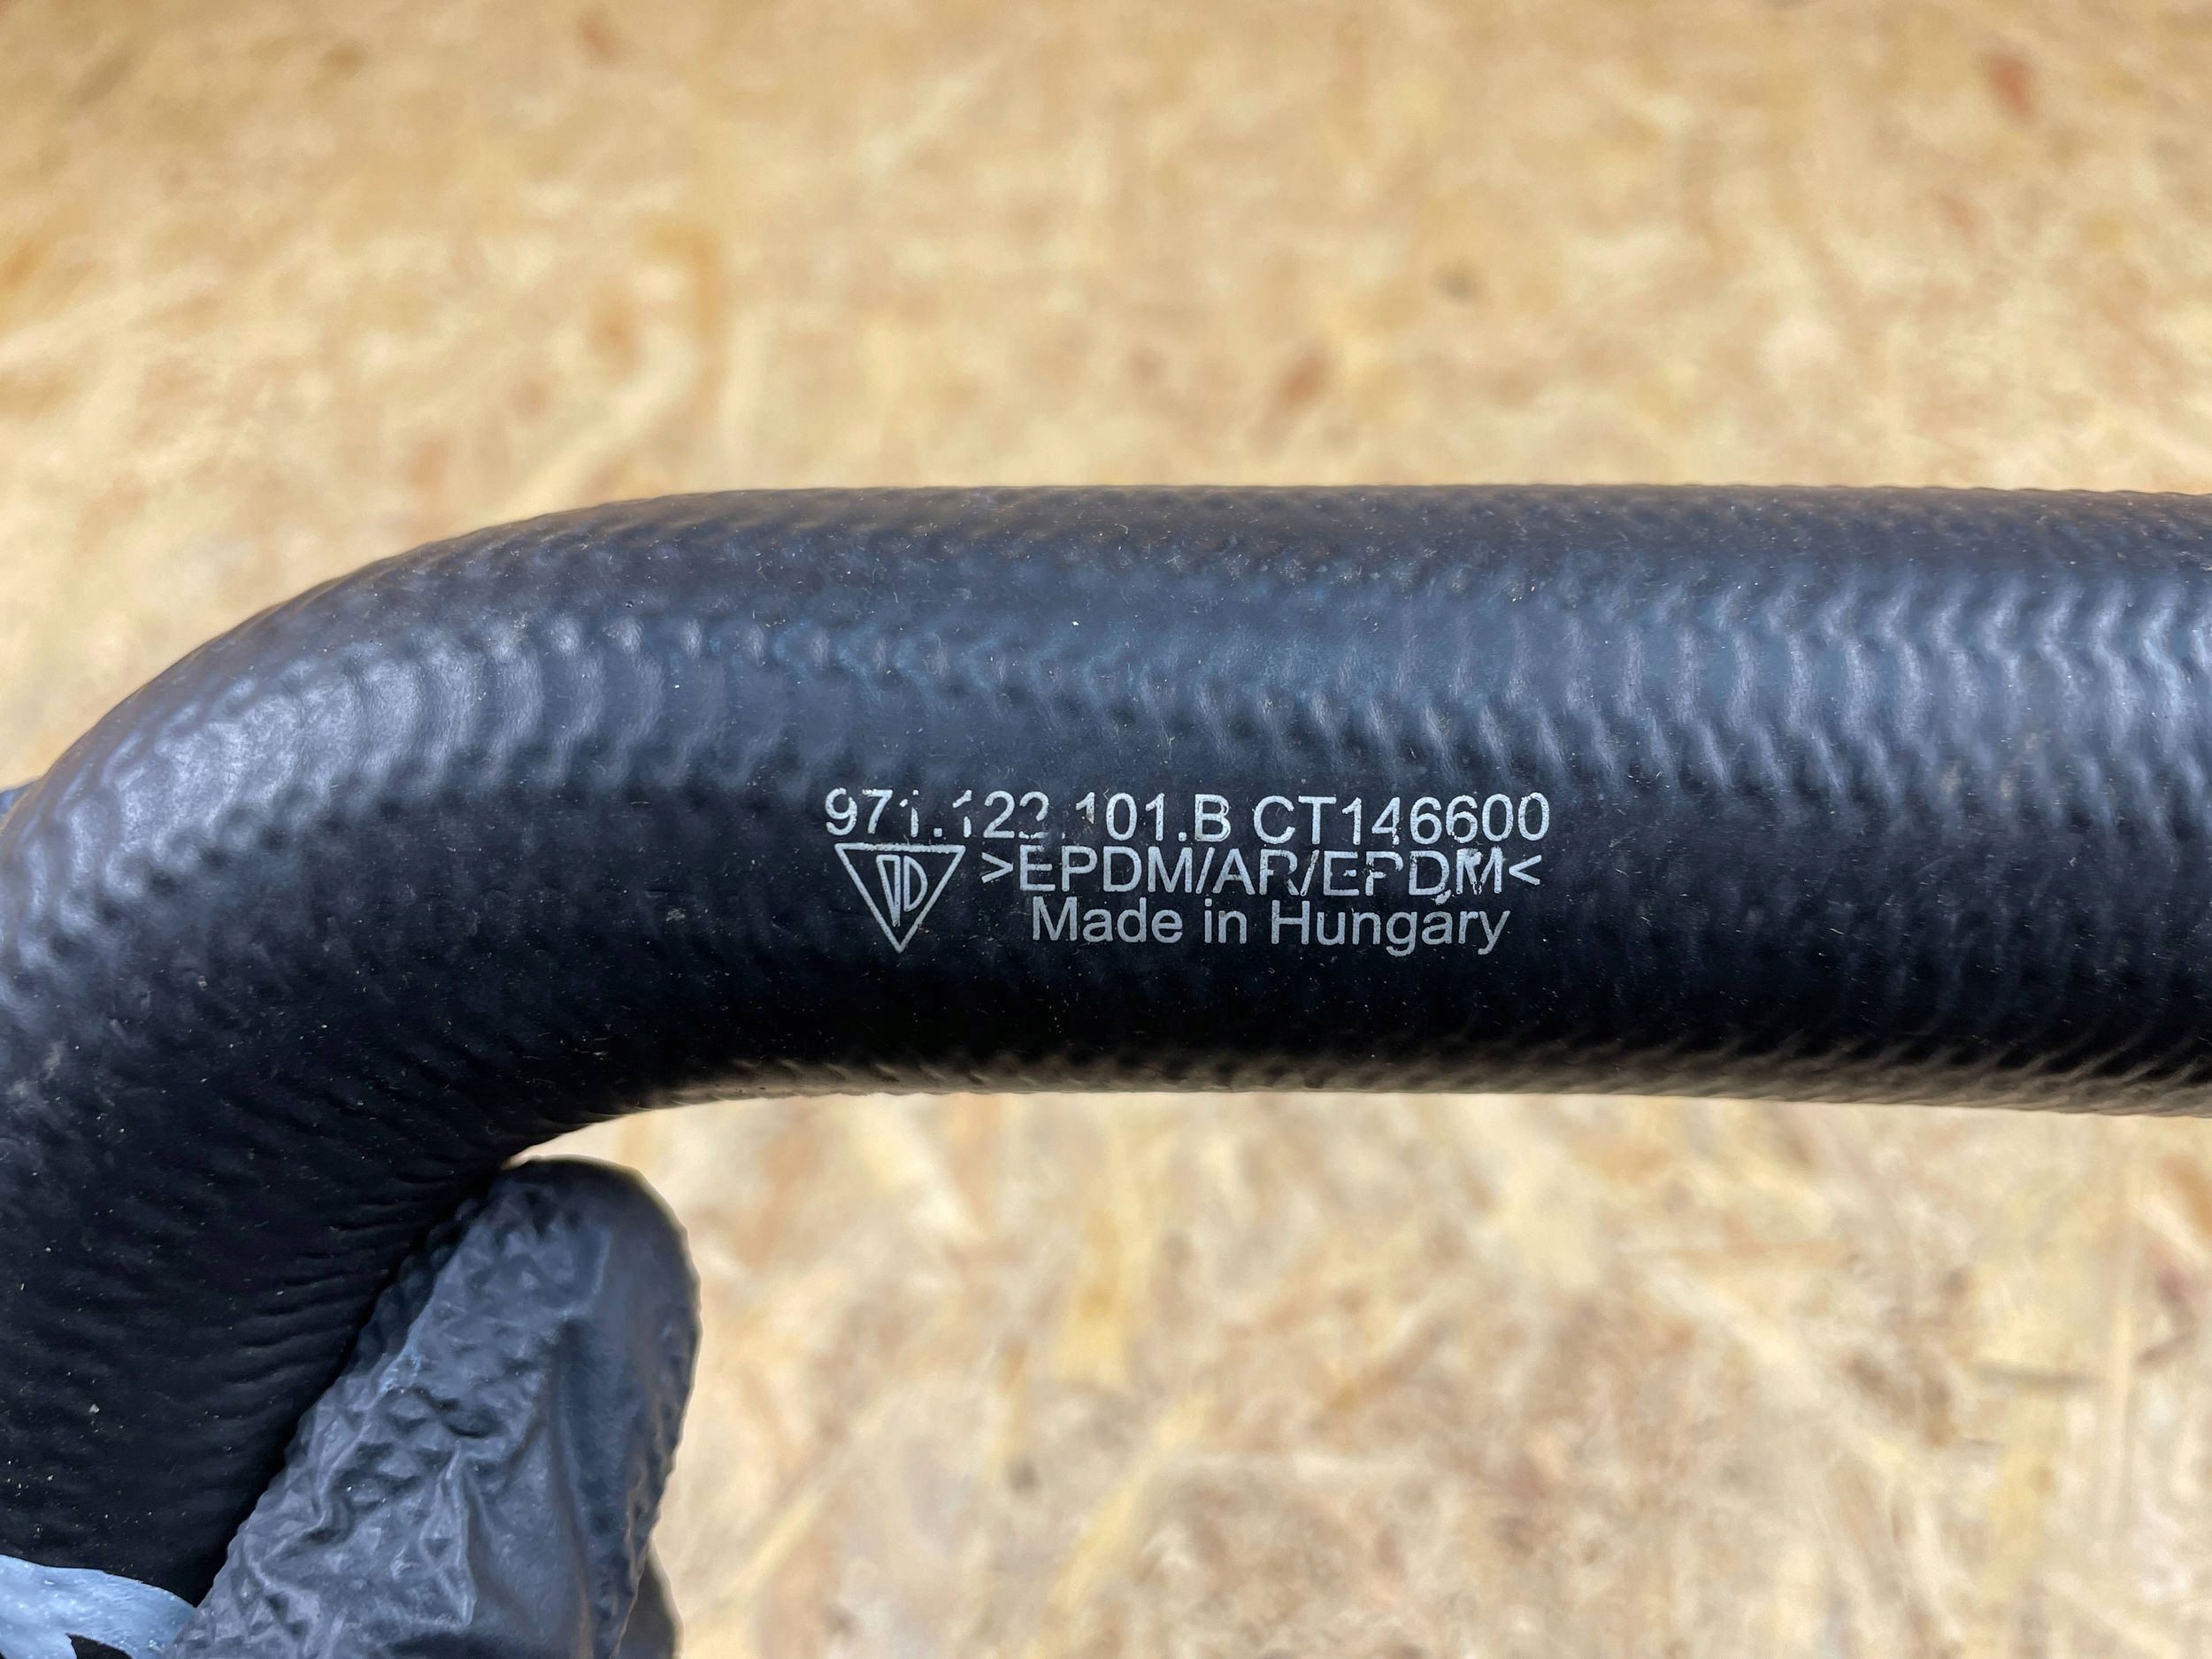 971.122.101.B CT146600
>EPDM/AR/EPDM<
Made in Hungary